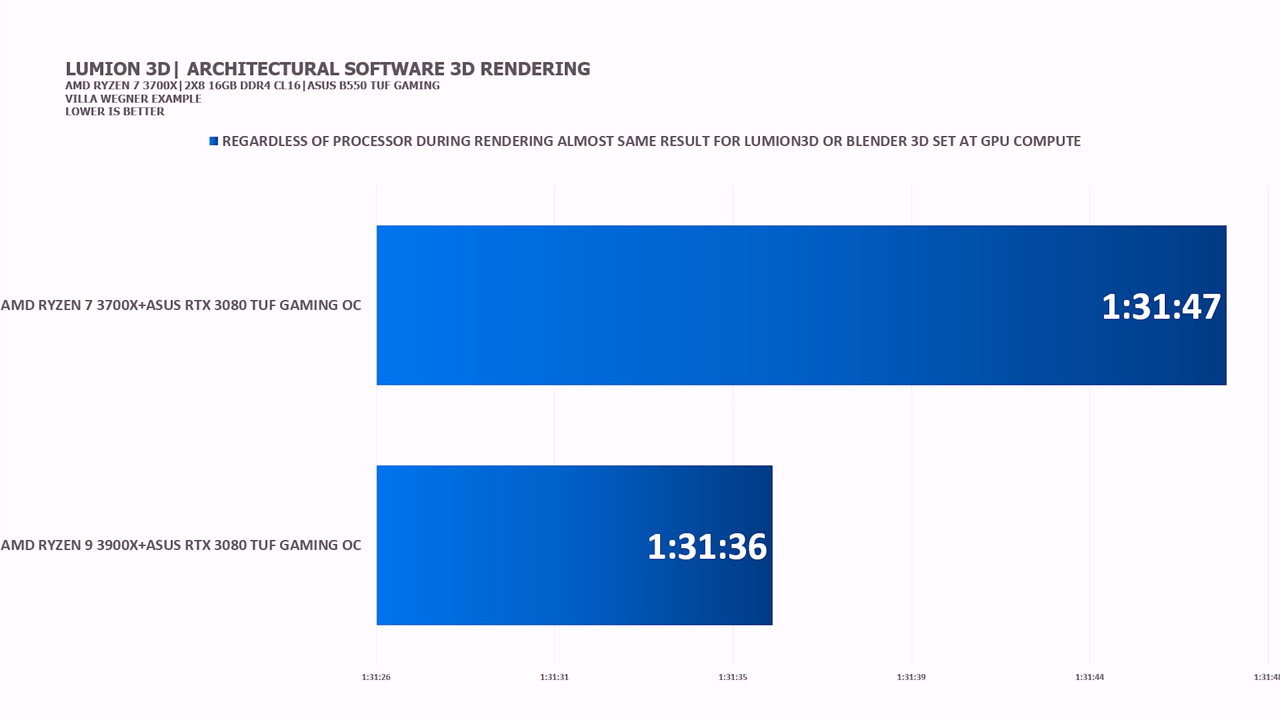 LUMION 3D| ARCHITECTURAL SOFTWARE 3D RENDERING
AMD RYZEN 7 3700X|2X8 16GB DDR4 CL16|ASUS B550 TUF GAMING
VILLA WEGNER EXAMPLE
LOWER IS BETTER
REGARDLESS OF PROCESSOR DURING RENDERING ALMOST SAME RESULT FOR LUMION3D OR BLENDER 3D SET AT GPU COMPUTE
AMD RYZEN 7 3700X+ASUS RTX 3080 TUF GAMING OC
1:31:47
AMD RYZEN 9 3900X+ASUS RTX 3080 TUF GAMING OC
1:31:36
1:31:26 1:31:31 1:31:35 1:31:39 1:31:44 1:31:48